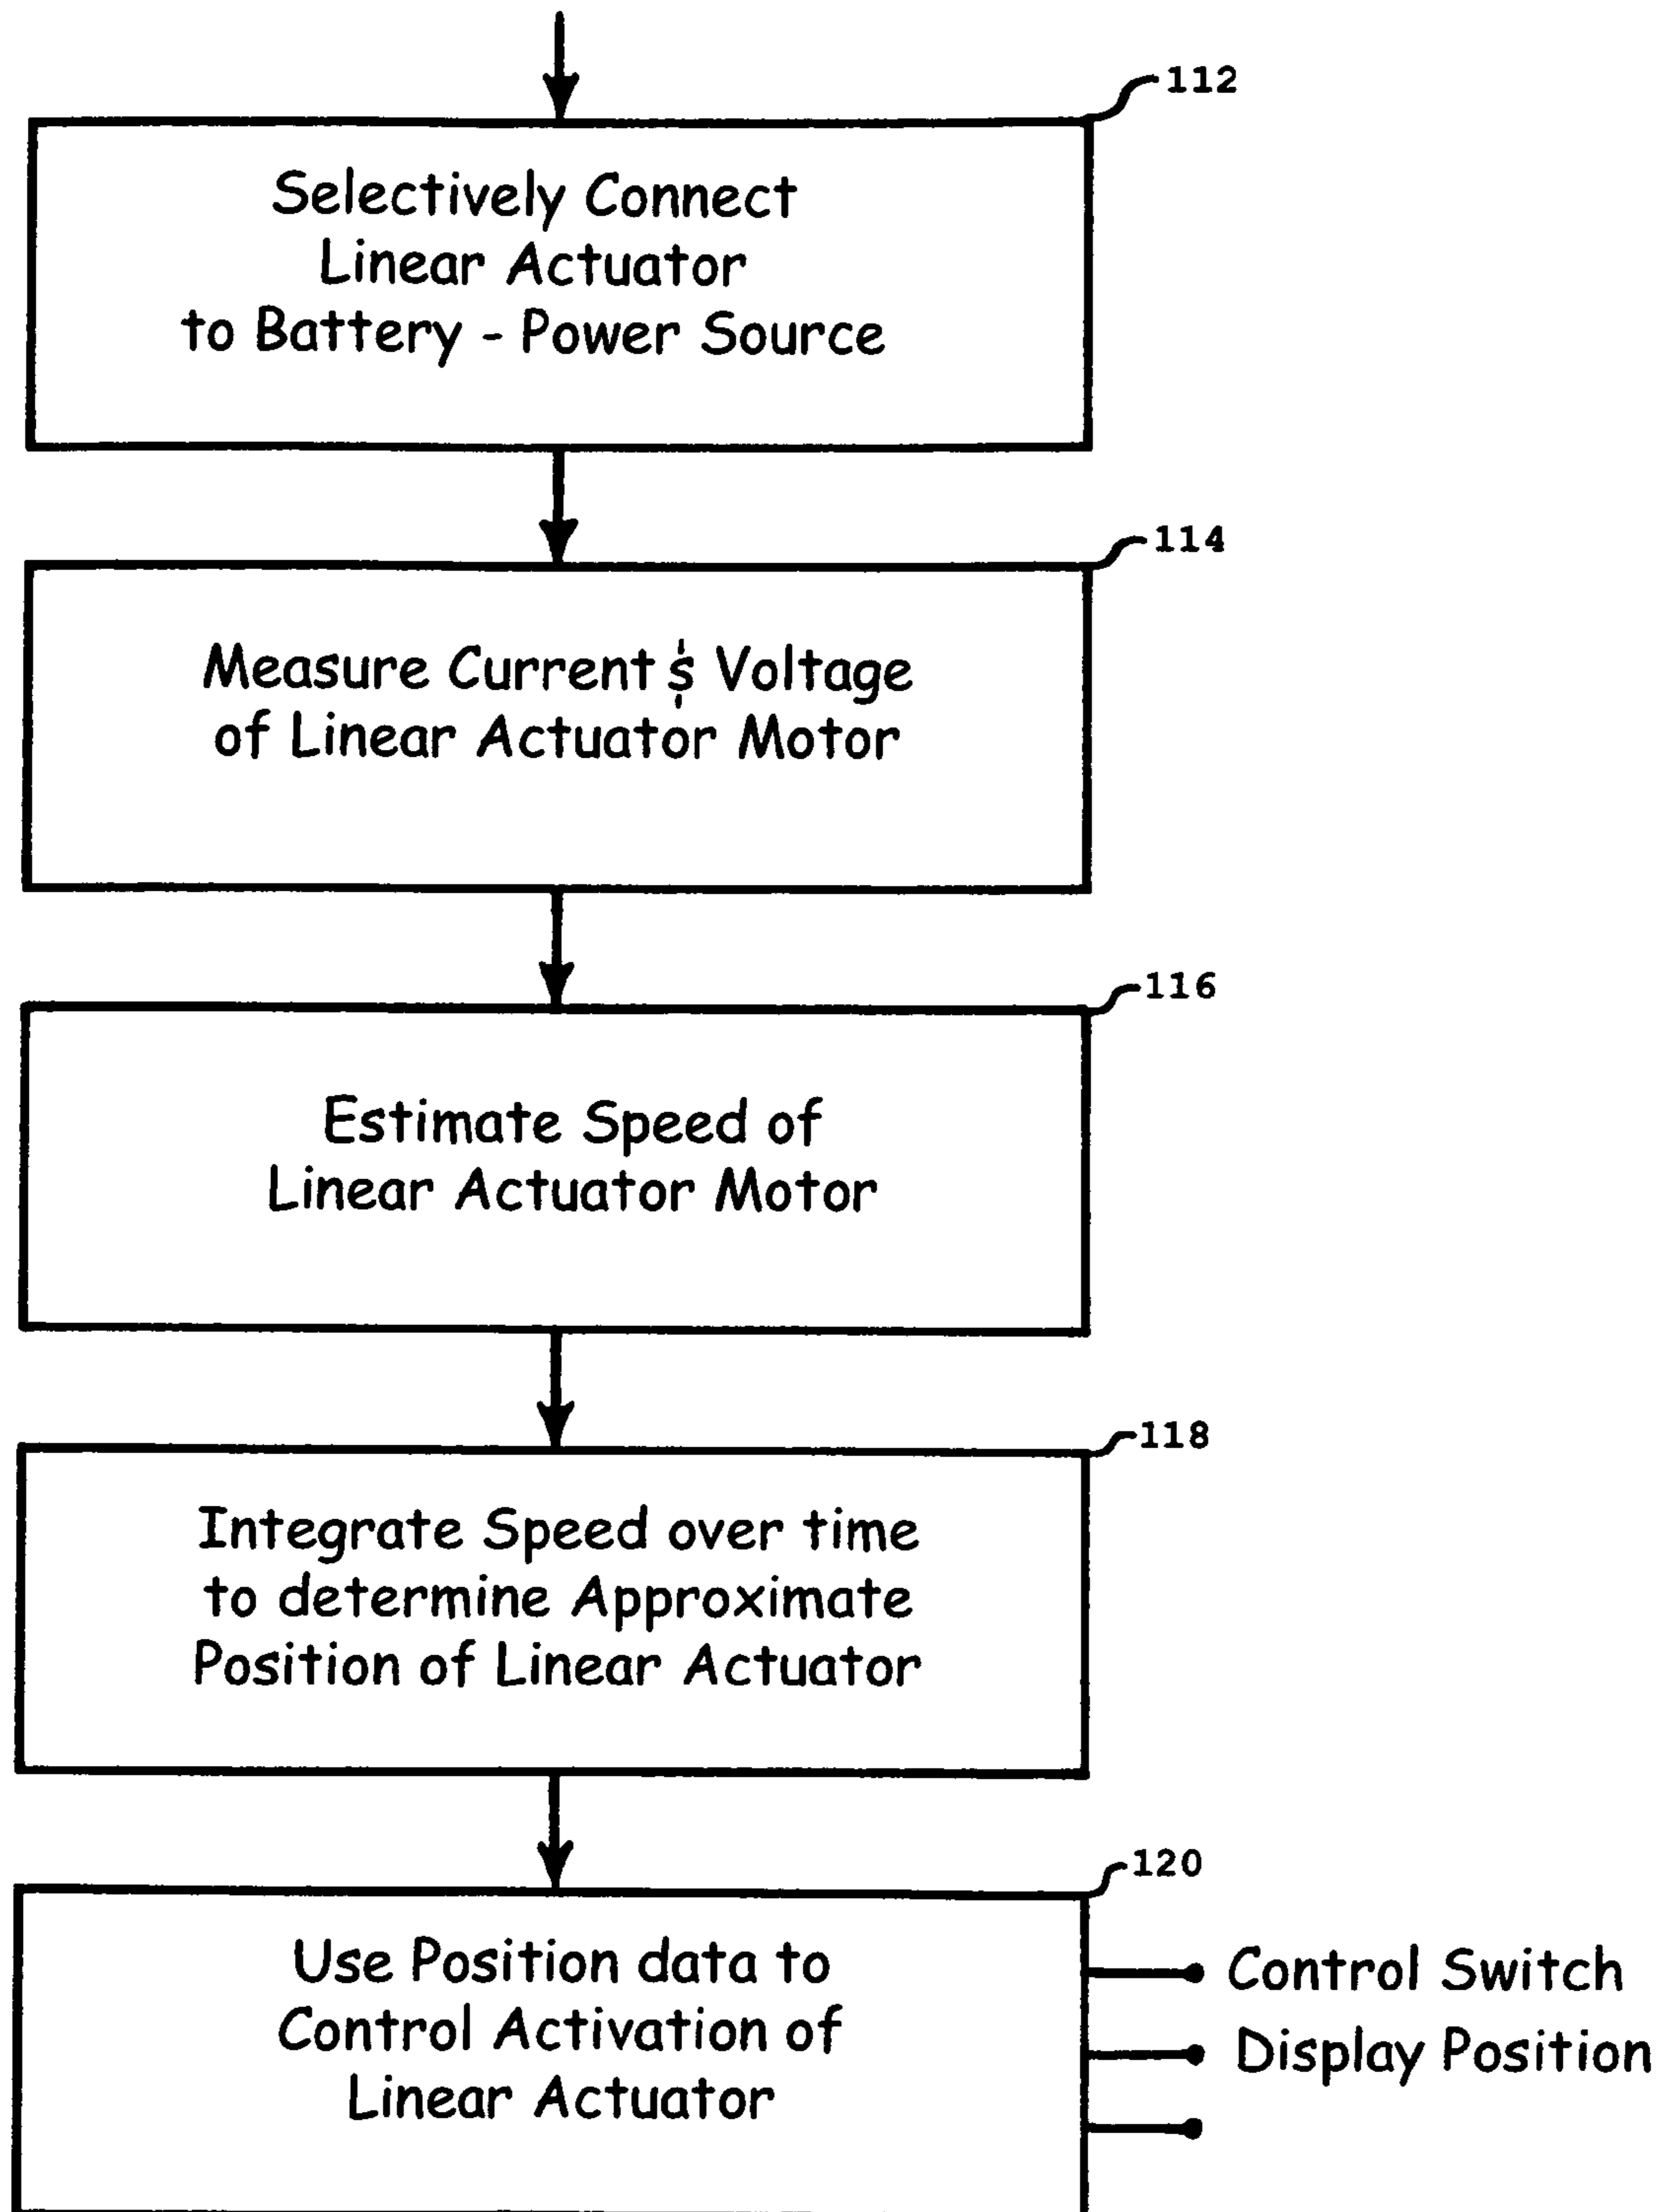 112
Selectively Connect
Linear Actuator
to Battery - Power Source
114
Measure Current & Voltage
of Linear Actuator Motor
116
Estimate Speed of
Linear Actuator Motor
118
Integrate Speed over time
to determine Approximate
Position of Linear Actuator
120
Use Position data to
Control Activation of
Linear Actuator
Control Switch
Display Position